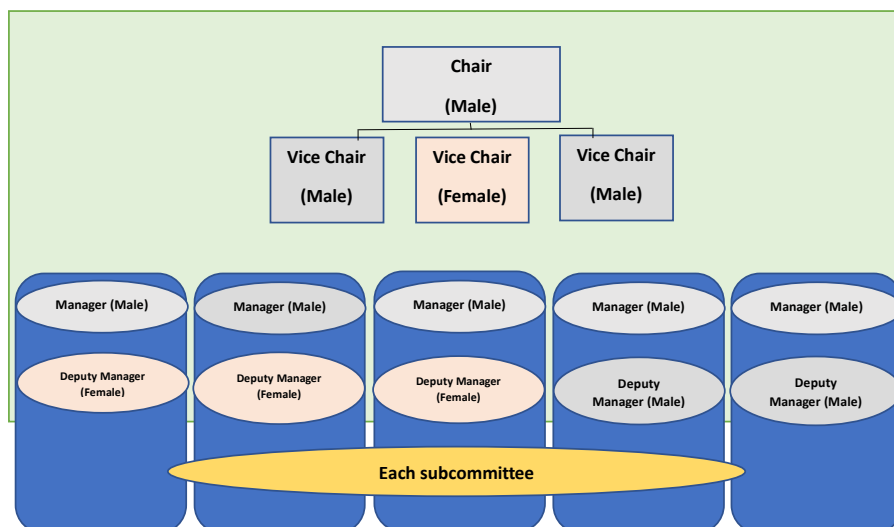 Chair
(Male)
Vice Chair
(Male)
Vice Chair
(Female)
Vice Chair
(Male)
Manager (Male)
Manager (Male)
Manager (Male)
Manager (Male)
Manager (Male)
Deputy Manager
(Female)
Deputy Manager
(Female)
Deputy Manager
(Female)
Deputy
Manager (Male)
Deputy
Manager (Male)
Each subcommittee